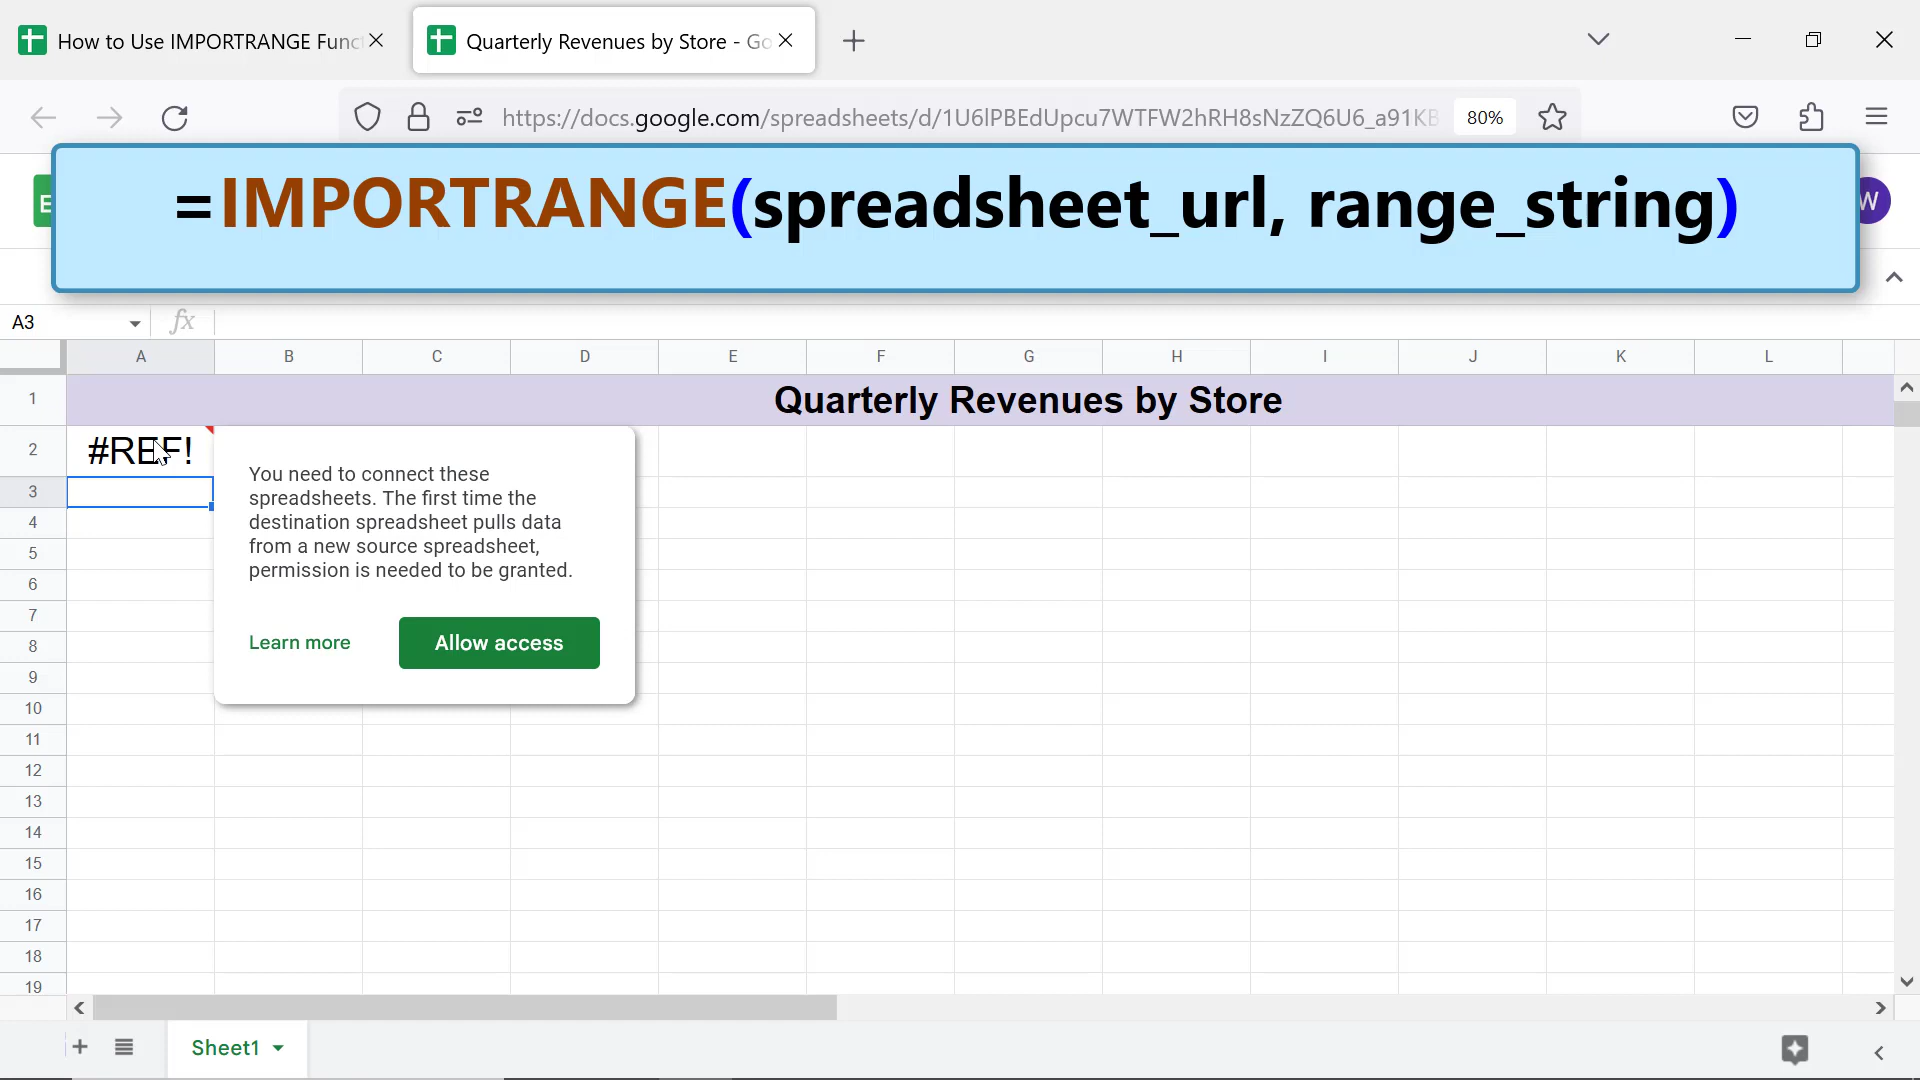 How to Use IMPORTRANGE Func
Quarterly Revenues by Store - Go
https://docs.google.com/spreadsheets/d/1U6lPBEdUpcu7WTFW2hRH8sNzZQ6U6_a91KB
80%
=IMPORTRANGE(spreadsheet_url, range_string)
E
W
A3
fx
A B C D E F G H I J K L
1 Quarterly Revenues by Store
2 #REF!
You need to connect these
spreadsheets. The first time the
destination spreadsheet pulls data
from a new source spreadsheet,
permission is needed to be granted.
Learn more Allow access
3
4
5
6
7
8
9
10
11
12
13
14
15
16
17
18
19
Sheet1